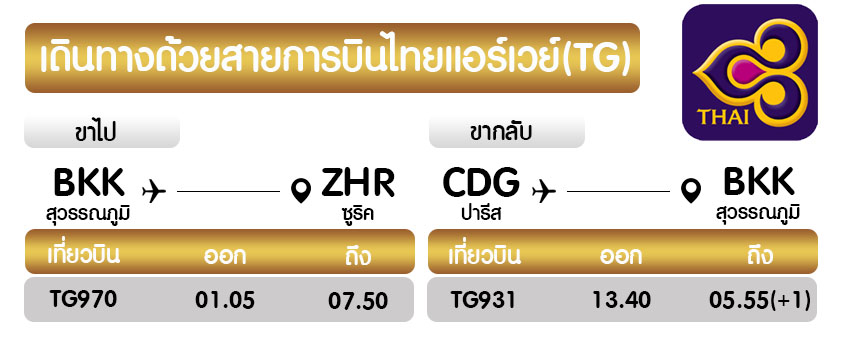 เดินทางด้วยสายการบินไทยแอร์เวย์(TG)
THAI
ขาไป
BKK ZHR
สุวรรณภูมิ ซูริค
เที่ยวบิน ออก ถึง
TG970 01.05 07.50
ขากลับ
CDG BKK
ปารีส สุวรรณภูมิ
เที่ยวบิน ออก ถึง
TG931 13.40 05.55(+1)